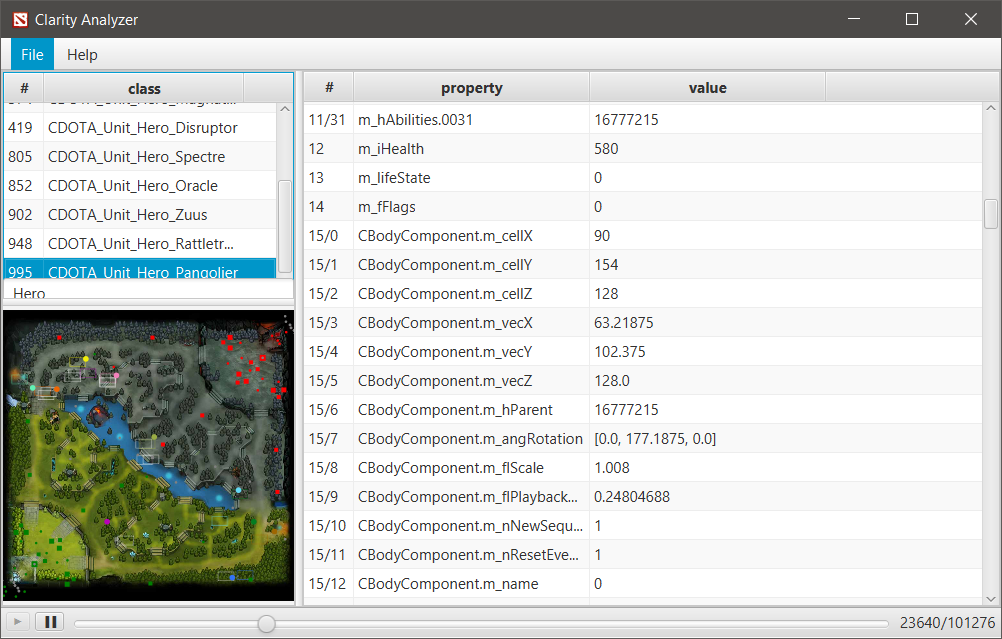 Clarity Analyzer
File Help
# class
419 CDOTA_Unit_Hero_Disruptor
805 CDOTA_Unit_Hero_Spectre
852 CDOTA_Unit_Hero_Oracle
902 CDOTA_Unit_Hero_Zuus
948 CDOTA_Unit_Hero_Rattletr...
995 CDOTA_Unit_Hero_Pangolier
Hero
# property value
11/31 m_hAbilities.0031 16777215
12 m_iHealth 580
13 m_lifeState 0
14 m_fFlags 0
15/0 CBodyComponent.m_cellX 90
15/1 CBodyComponent.m_cellY 154
15/2 CBodyComponent.m_cellZ 128
15/3 CBodyComponent.m_vecX 63.21875
15/4 CBodyComponent.m_vecY 102.375
15/5 CBodyComponent.m_vecZ 128.0
15/6 CBodyComponent.m_hParent 16777215
15/7 CBodyComponent.m_angRotation [0.0, 177.1875, 0.0]
15/8 CBodyComponent.m_flScale 1.008
15/9 CBodyComponent.m_flPlayback... 0.24804688
15/10 CBodyComponent.m_nNewSequ... 1
15/11 CBodyComponent.m_nResetEve... 1
15/12 CBodyComponent.m_name 0
23640/101276